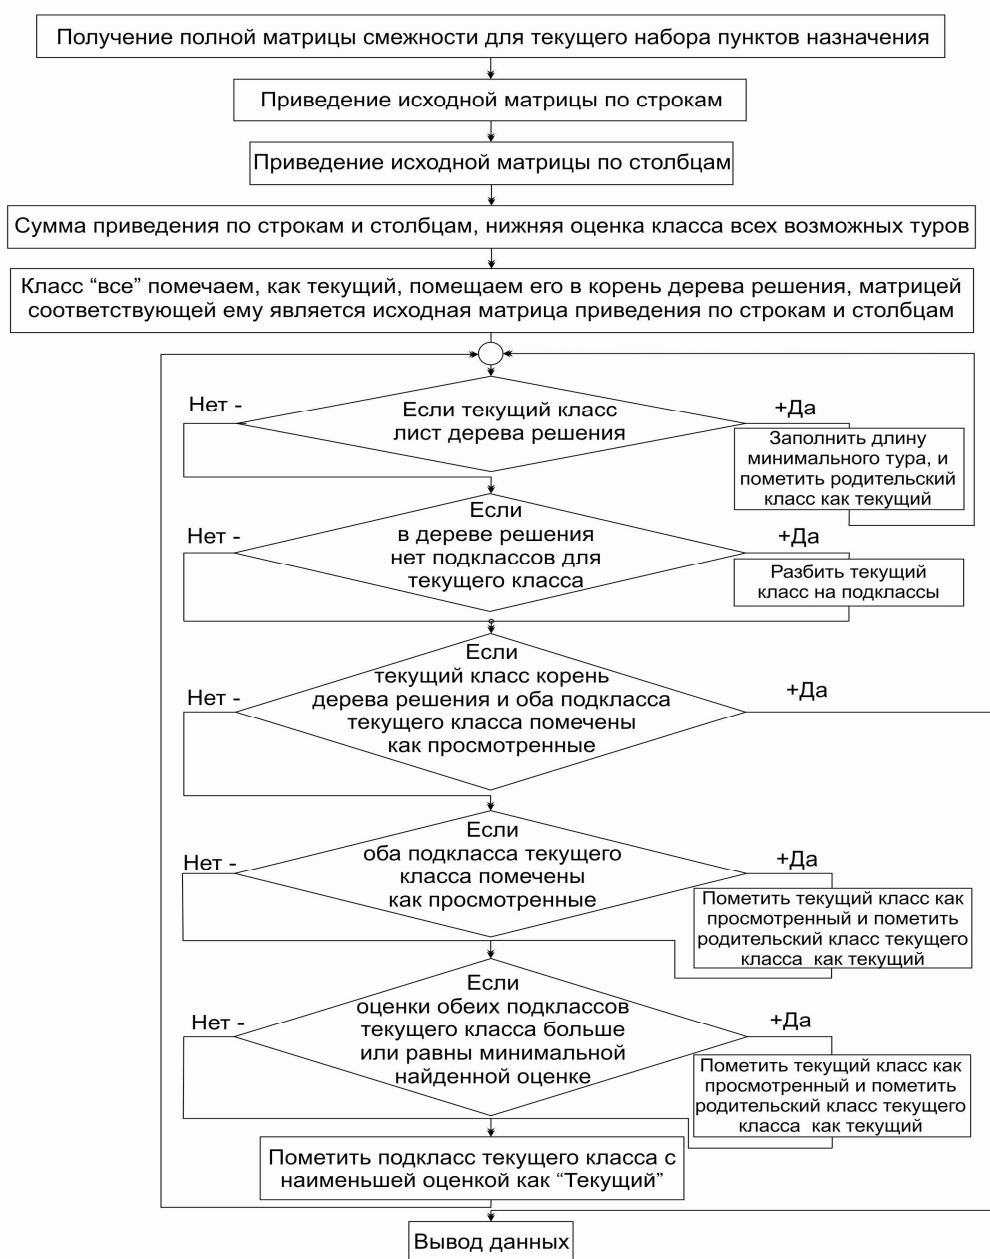 Получение полной матрицы смежности для текущего набора пунктов назначения
Приведение исходной матрицы по строкам
Приведение исходной матрицы по столбцам
Сумма приведения по строкам и столбцам, нижняя оценка класса всех возможных туров
Класс “все” помечаем, как текущий, помещаем его в корень дерева решения, матрицей
соответствующей ему является исходная матрица приведения по строкам и столбцам
Нет -
Если текущий класс
лист дерева решения
+Да
Заполнить длину
минимального тура, и
пометить родительский
класс как текущий
Нет -
Если
в дереве решения
нет подклассов для
текущего класса
+Да
Разбить текущий
класс на подклассы
Нет -
Если
текущий класс корень
дерева решения и оба подкласса
текущего класса помечены
как просмотренные
+Да
Нет -
Если
оба подкласса текущего
класса помечены
как просмотренные
+Да
Пометить текущий класс как
просмотренный и пометить
родительский класс текущего
класса как текущий
Нет -
Если
оценки обеих подклассов
текущего класса больше
или равны минимальной
найденной оценке
+Да
Пометить текущий класс как
просмотренный и пометить
родительский класс текущего
класса как текущий
Пометить подкласс текущего класса с
наименьшей оценкой как “Текущий”
Вывод данных